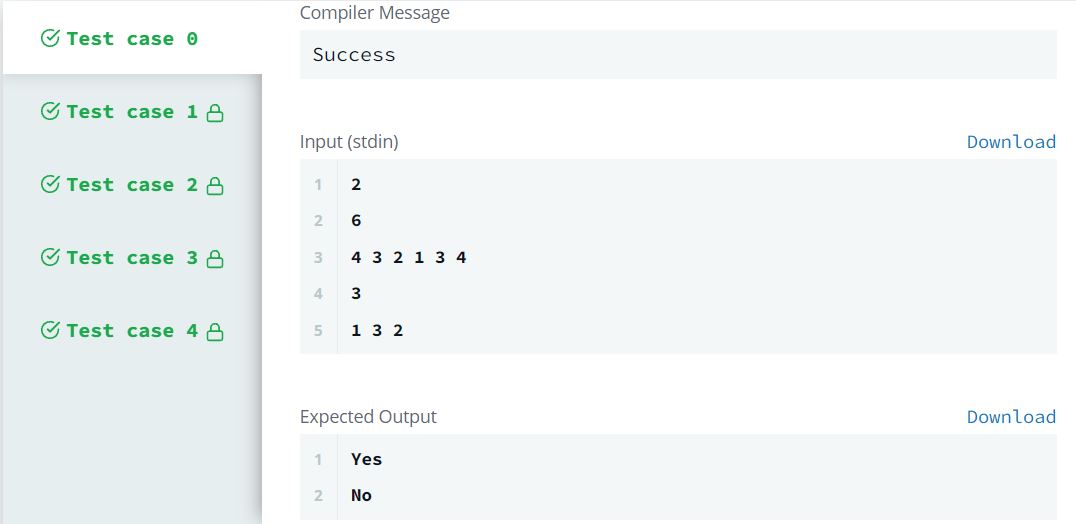 Test case 0
Test case 1
Test case 2
Test case 3
Test case 4
Compiler Message
Success
Input (stdin)
Download
1 2
2 6
3 4 3 2 1 3 4
4 3
5 1 3 2
Expected Output
Download
1 Yes
2 No